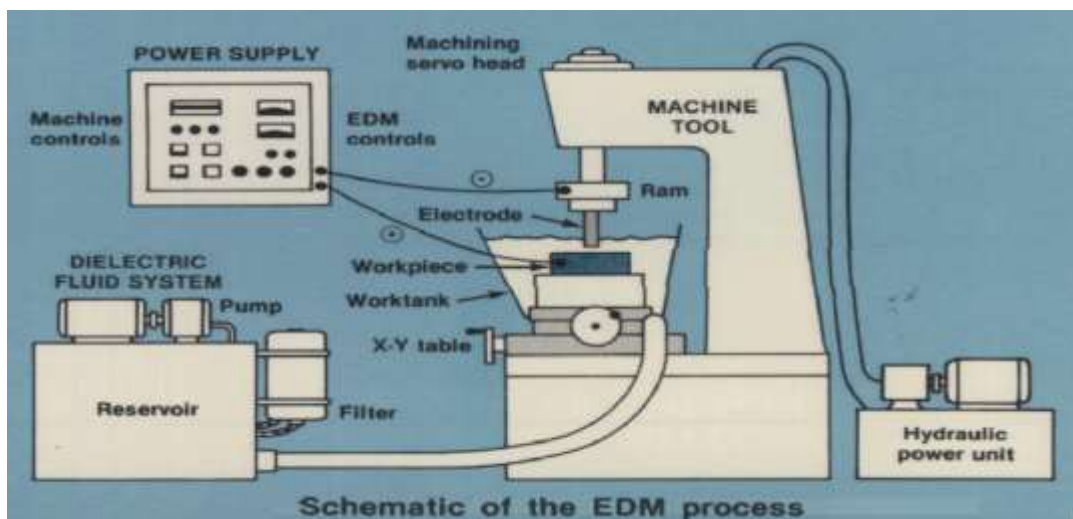 POWER SUPPLY
Machine
controls
EDM
controls
Machining
servo head
MACHINE
TOOL
Ram
Electrode
Workpiece
Worktank
X-Y table
DIELECTRIC
FLUID SYSTEM
Pump
Reservoir
Filter
Hydraulic
power unit
Schematic of the EDM process